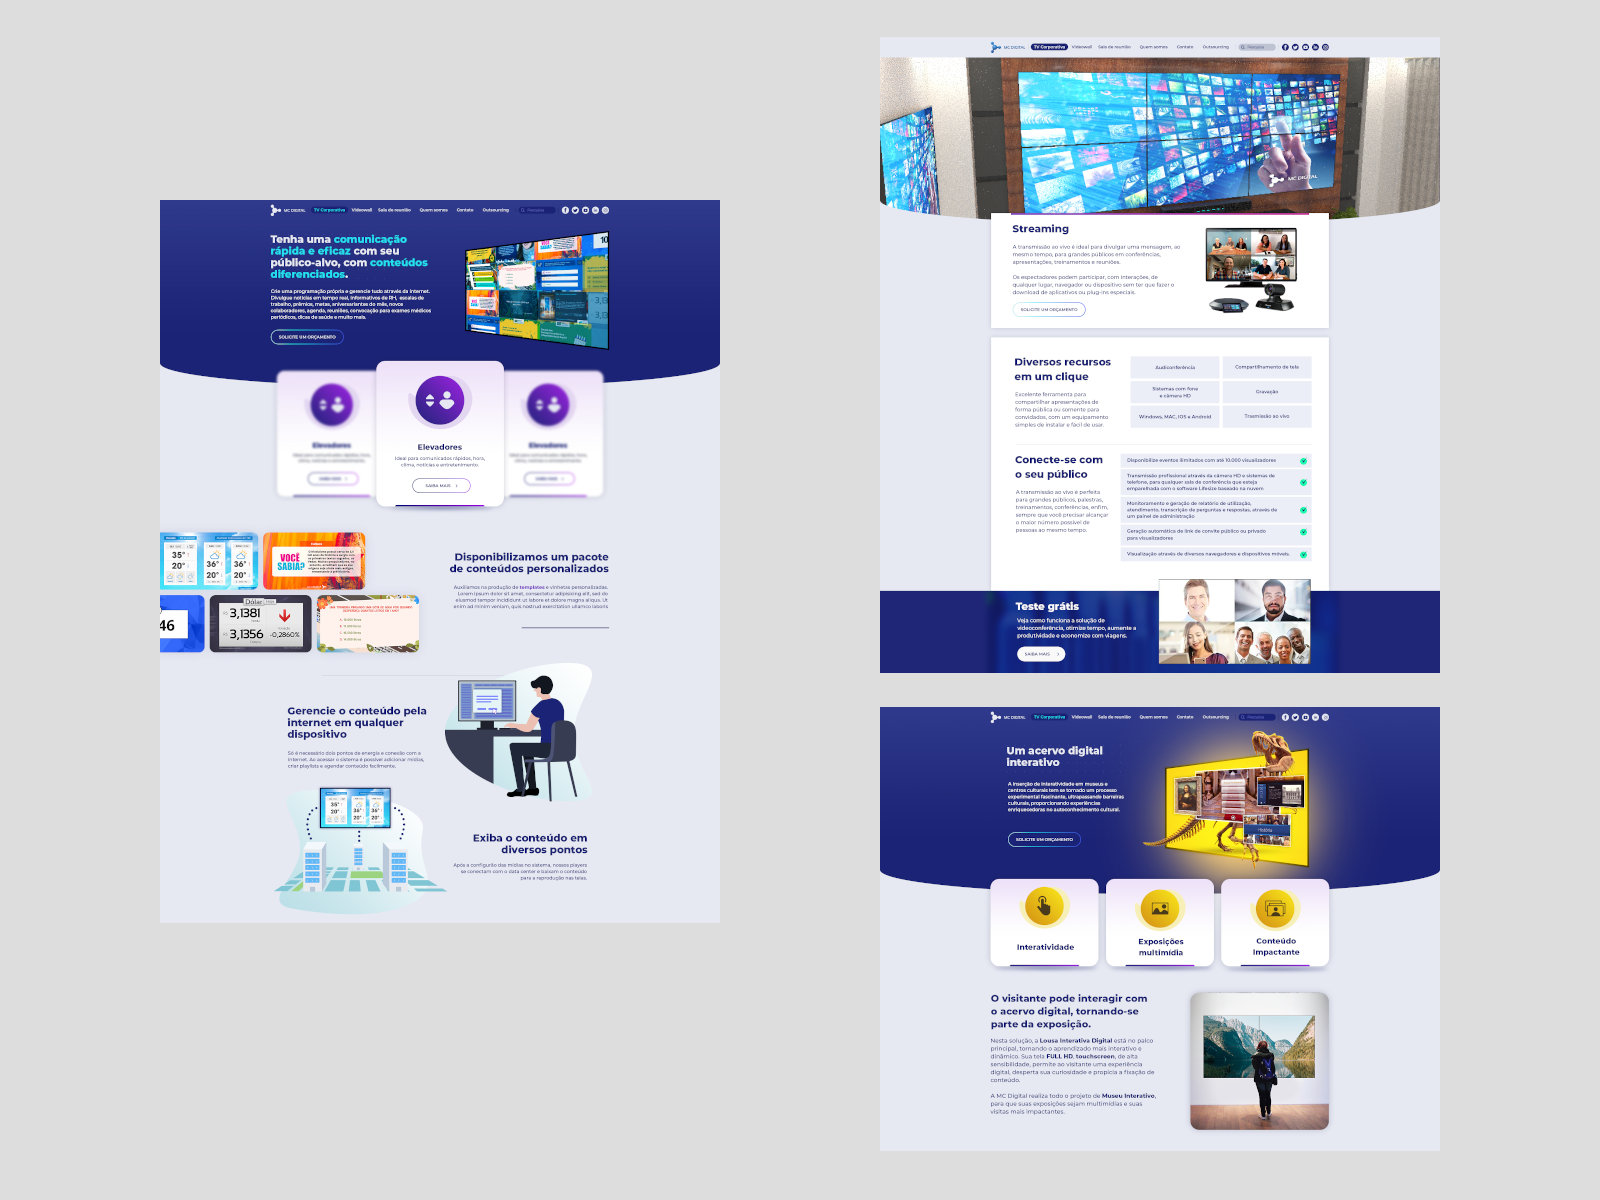 MC DIGITAL
TV Corporativa
Videowall
Sala de reunião
Quem somos
Contato
Outsourcing
Pesquisa
Tenha uma comunicação
rápida e eficaz com seu
público-alvo, com conteúdos
diferenciados.
Crie uma programação própria e gerencie tudo através da internet.
Divulgue notícias em tempo real, informativos de RH, escalas de
trabalho, prêmios, metas, aniversariantes do mês, novos
colaboradores, agenda, reuniões, convocação para exames médicos
periódicos, dicas de saúde e muito mais.
SOLICITE UM ORÇAMENTO
Elevadores
SAIBA MAIS
Elevadores
Ideal para comunicados rápidos, hora,
clima, notícias e entretenimento.
SAIBA MAIS
Elevadores
SAIBA MAIS
35°
20°
36°
20°
36°
20°
VOCÊ
SABIA?
46
Dólar
3,1381
3,1356
-0,2860%
Disponibilizamos um pacote
de conteúdos personalizados
Auxiliamos na produção de templates e vinhetas personalizadas.
Lorem ipsum dolor sit amet, consectetur adipisicing elit, sed do
eiusmod tempor incididunt ut labore et dolore magna aliqua. Ut
enim ad minim veniam, quis nostrud exercitation ullamco laboris
Gerencie o conteúdo pela
internet em qualquer
dispositivo
Só é necessário dois pontos de energia e conexão com a
internet. Ao acessar o sistema é possível adicionar mídias,
criar playlists e agendar conteúdo facilmente.
35°
20°
36°
20°
36°
20°
Exiba o conteúdo em
diversos pontos
Após a configurão das mídias no sistema, nossos players
se conectam com o data center e baixam o conteúdo
para a reprodução nas telas.
MC DIGITAL
TV Corporativa
Videowall
Sala de reunião
Quem somos
Contato
Outsourcing
Pesquisa
MC DIGITAL
Streaming
A transmissão ao vivo é ideal para divulgar uma mensagem, ao
mesmo tempo, para grandes públicos em conferências,
apresentações, treinamentos e reuniões.
Os espectadores podem participar, com interações, de
qualquer lugar, navegador ou dispositivo sem ter que fazer o
download de aplicativos ou plug-ins especiais.
SOLICITE UM ORÇAMENTO
Diversos recursos
em um clique
Excelente ferramenta para
compartilhar apresentações de
forma pública ou somente para
convidados, com um equipamento
simples de instalar e fácil de usar.
Audiconferência
Compartilhamento de tela
Sistemas com fone
e câmera HD
Gravação
Windows, MAC, IOS e Android
Trasmissão ao vivo
Conecte-se com
o seu público
A transmissão ao vivo é perfeita
para grandes públicos, palestras,
treinamentos, conferências, enfim,
sempre que você precisar alcançar
o maior número possível de
pessoas ao mesmo tempo.
Disponibilize eventos ilimitados com até 10.000 visualizadores
Transmissão profissional através da câmera HD e sistemas de
telefone, para qualquer sala de conferência que esteja
emparelhada com o software Lifesize baseado na nuvem
Monitoramento e geração de relatório de utilização,
atendimento, transcrição de perguntas e respostas, através de
um painel de administração
Geração automática de link de convite público ou privado
para visualizadores
Visualização através de diversos navegadores e dispositivos móveis.
Teste grátis
Veja como funciona a solução de
videoconferência, otimize tempo, aumente a
produtividade e economize com viagens.
SAIBA MAIS
MC DIGITAL
TV Corporativa
Videowall
Sala de reunião
Quem somos
Contato
Outsourcing
Pesquisa
Um acervo digital
interativo
A inserção de interatividade em museus e
centros culturais tem se tornado um processo
experimental fascinante, ultrapassando barreiras
culturais, proporcionando experiências
enriquecedoras no autoconhecimento cultural.
SOLICITE UM ORÇAMENTO
História
Interatividade
Exposições
multimídia
Conteúdo
Impactante
O visitante pode interagir com
o acervo digital, tornando-se
parte da exposição.
Nesta solução, a Lousa Interativa Digital está no palco
principal, tornando o aprendizado mais interativo e
dinâmico. Sua tela FULL HD, touchscreen, de alta
sensibilidade, permite ao visitante uma experiência
digital, desperta sua curiosidade e propicia a fixação de
conteúdo.
A MC Digital realiza todo o projeto de Museu Interativo,
para que suas exposições sejam multimídias e suas
visitas mais impactantes.